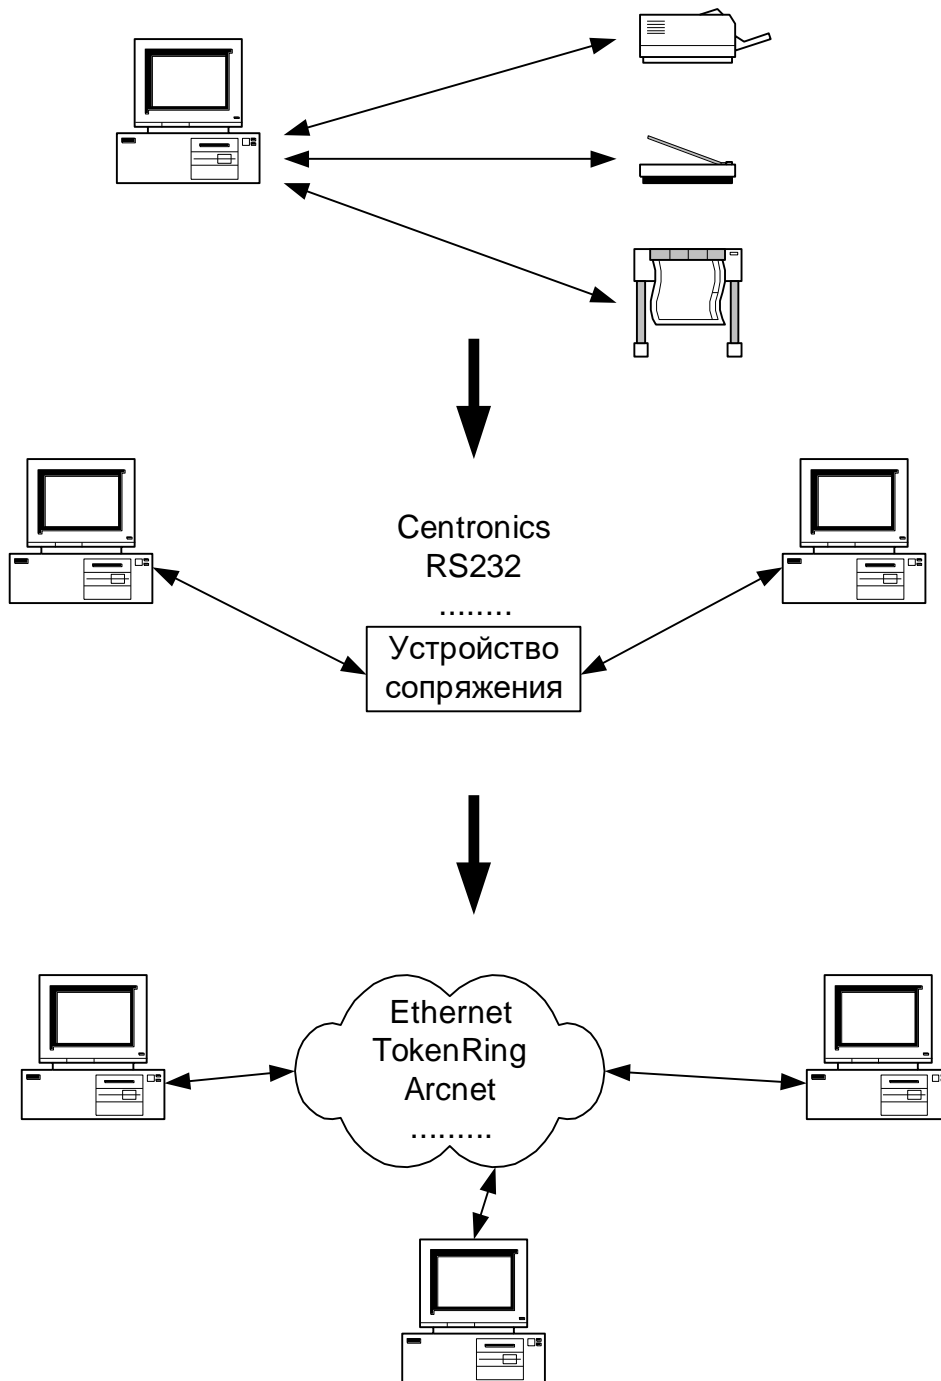 Centronics
RS232
........
Устройство
сопряжения
Ethernet
TokenRing
Arcnet
.........